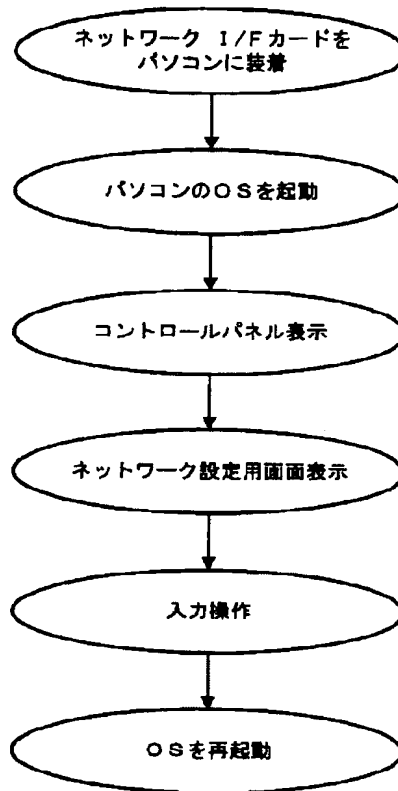 ネットワーク　I/Fカードを
パソコンに装着
パソコンのOSを起動
コントロールパネル表示
ネットワーク設定用画面表示
入力操作
OSを再起動